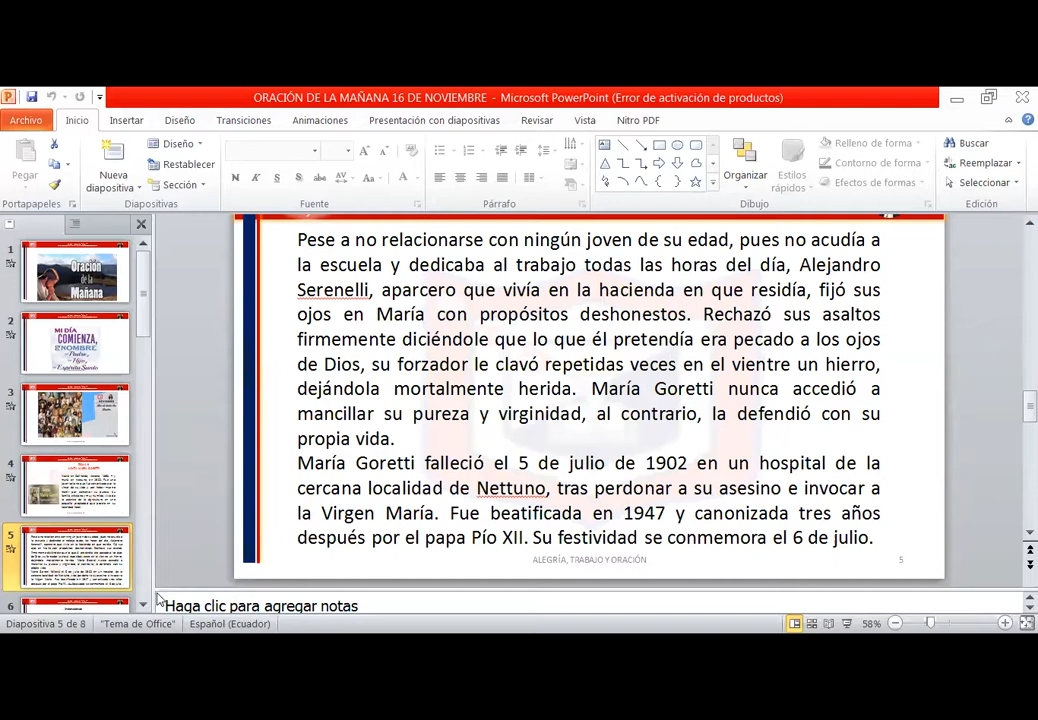 ORACIÓN DE LA MAÑANA 16 DE NOVIEMBRE - Microsoft PowerPoint (Error de activación de productos)
Archivo Inicio Insertar Diseño Transiciones Animaciones Presentación con diapositivas Revisar Vista Nitro PDF
Pegar
Portapapeles
Nueva diapositiva
Diseño
Restablecer
Sección
Diapositivas
Fuente
Párrafo
Organizar
Estilos rápidos
Relleno de forma
Contorno de forma
Efectos de forma
Dibujo
Buscar
Reemplazar
Seleccionar
Edición
1
Oración
de la
Mañana
2
MI DÍA
COMIENZA,
3
4
5
6
Pese a no relacionarse con ningún joven de su edad, pues no acudía a
la escuela y dedicaba al trabajo todas las horas del día, Alejandro
Serenelli, aparcero que vivía en la hacienda en que residía, fijó sus
ojos en María con propósitos deshonestos. Rechazó sus asaltos
firmemente diciéndole que lo que él pretendía era pecado a los ojos
de Dios, su forzador le clavó repetidas veces en el vientre un hierro,
dejándola mortalmente herida. María Goretti nunca accedió a
mancillar su pureza y virginidad, al contrario, la defendió con su
propia vida.
María Goretti falleció el 5 de julio de 1902 en un hospital de la
cercana localidad de Nettuno, tras perdonar a su asesino e invocar a
la Virgen María. Fue beatificada en 1947 y canonizada tres años
después por el papa Pío XII. Su festividad se conmemora el 6 de julio.
ALEGRÍA, TRABAJO Y ORACIÓN 5
Haga clic para agregar notas
Diapositiva 5 de 8 "Tema de Office" Español (Ecuador) 58%